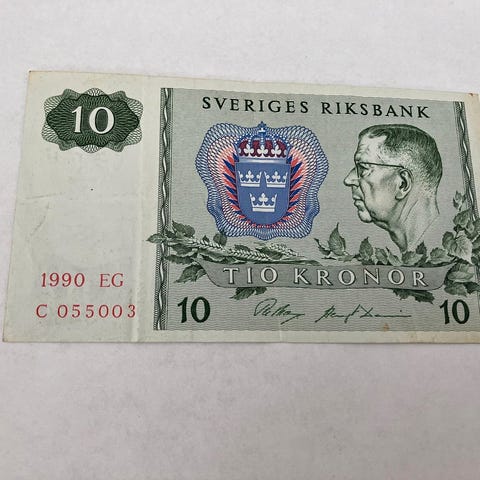 10
SVERIGES RIKSBANK
TIO KRONOR
1990 EG
C 055003
10
10